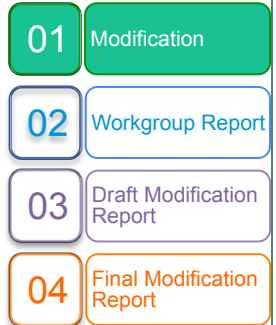 01 Modification
02 Workgroup Report
03 Draft Modification
Report
04 Final Modification
Report